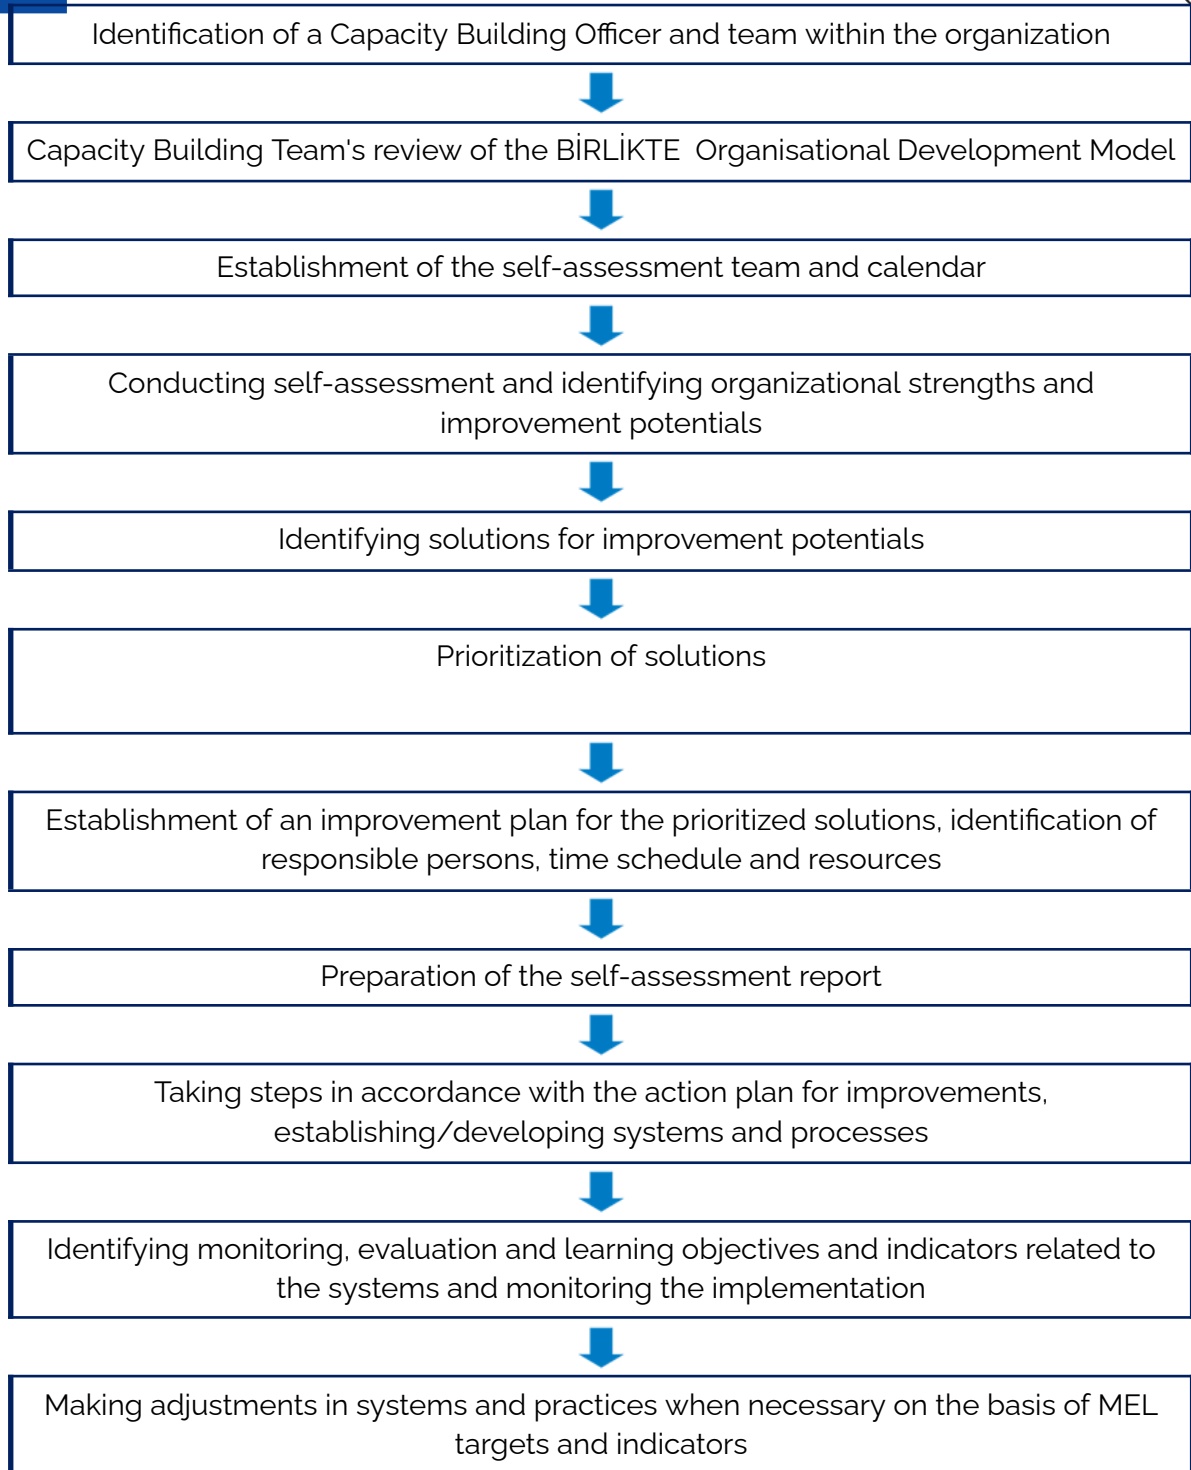 Identification of a Capacity Building Officer and team within the organization
Capacity Building Team's review of the BİRLİKTE Organisational Development Model
Establishment of the self-assessment team and calendar
Conducting self-assessment and identifying organizational strengths and
improvement potentials
Identifying solutions for improvement potentials
Prioritization of solutions
Establishment of an improvement plan for the prioritized solutions, identification of
responsible persons, time schedule and resources
Preparation of the self-assessment report
Taking steps in accordance with the action plan for improvements,
establishing/developing systems and processes
Identifying monitoring, evaluation and learning objectives and indicators related to
the systems and monitoring the implementation
Making adjustments in systems and practices when necessary on the basis of MEL
targets and indicators